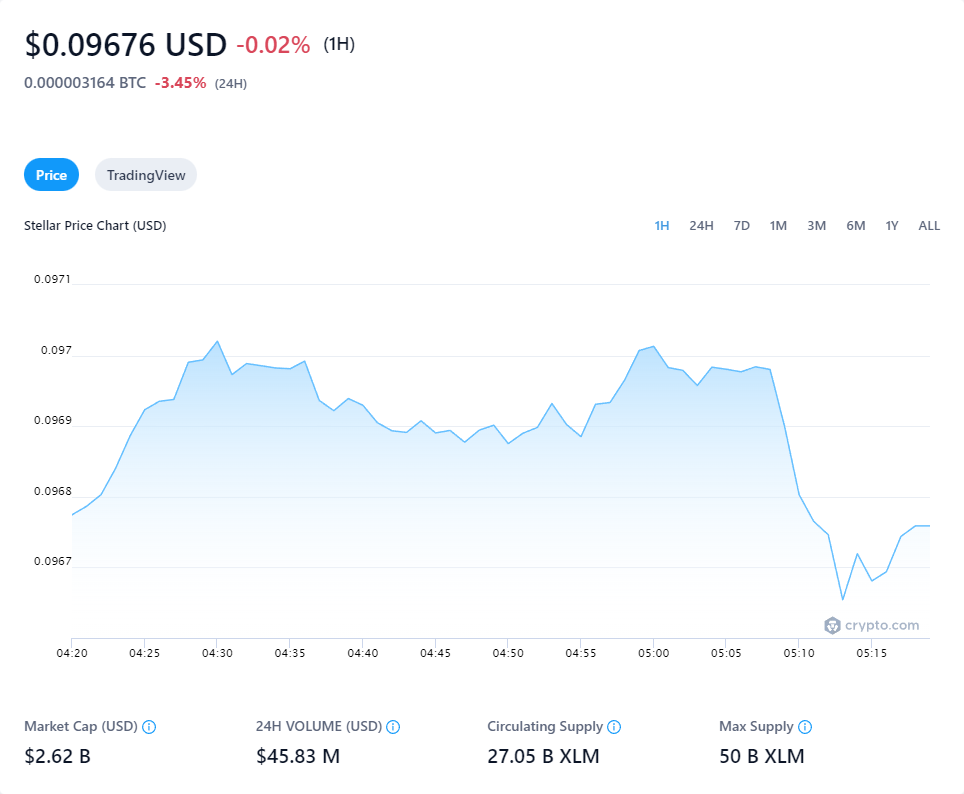 $0.09676 USD -0.02% (1H)
0.000003164 BTC -3.45% (24H)
Price TradingView
Stellar Price Chart (USD) 1H 24H 7D 1M 3M 6M 1Y ALL
0.0971
0.097
0.0969
0.0968
0.0967
crypto.com
04:20 04:25 04:30 04:35 04:40 04:45 04:50 04:55 05:00 05:05 05:10 05:15
Market Cap (USD) 24H VOLUME (USD) Circulating Supply Max Supply
$2.62 B $45.83 M 27.05 B XLM 50 B XLM